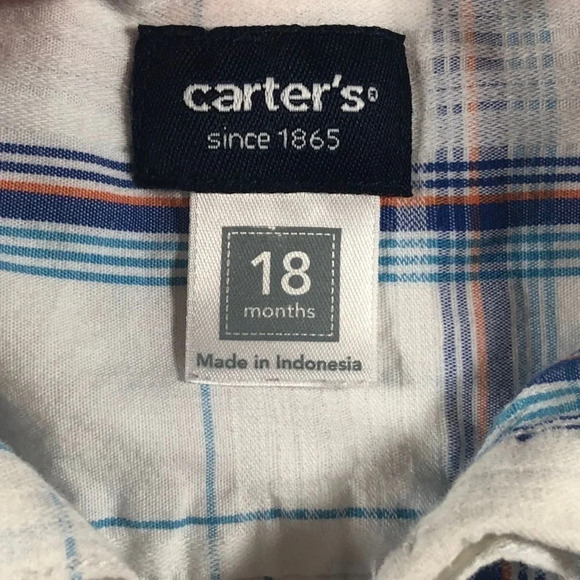 carter's®
since 1865
18
months
Made in Indonesia